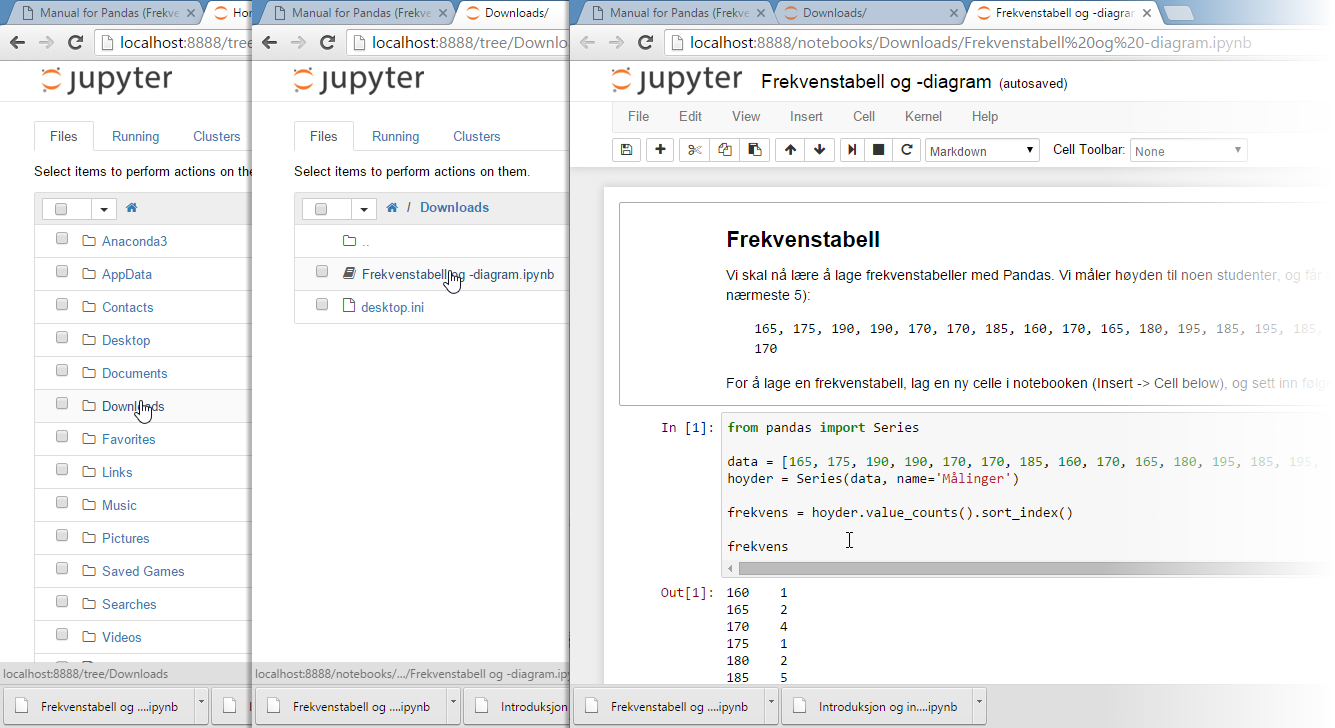 Manual for Pandas (Frekve
Hor
localhost:8888/tree
jupyter
Files
Running
Clusters
Select items to perform actions on the
Anaconda3
AppData
Contacts
Desktop
Documents
Downloads
Favorites
Links
Music
Pictures
Saved Games
Searches
Videos
localhost:8888/tree/Downloads
Frekvenstabell og ....ipynb
Manual for Pandas (Frekve
Downloads/
localhost:8888/tree/Downlo
jupyter
Files
Running
Clusters
Select items to perform actions on them.
/ Downloads
..
Frekvenstabell og -diagram.ipynb
desktop.ini
localhost:8888/notebooks/.../Frekvenstabell og -diagram.ipy
Frekvenstabell og ....ipynb
Introduksjon
Manual for Pandas (Frekve
Downloads/
Frekvenstabell og -diagram
localhost:8888/notebooks/Downloads/Frekvenstabell%20og%20-diagram.ipynb
jupyter Frekvenstabell og -diagram (autosaved)
File Edit View Insert Cell Kernel Help
Markdown Cell Toolbar: None
Frekvenstabell
Vi skal nå lære å lage frekvenstabeller med Pandas. Vi måler høyden til noen studenter, og får
nærmeste 5):
165, 175, 190, 190, 170, 170, 185, 160, 170, 165, 180, 195, 185, 195, 185,
170
For å lage en frekvenstabell, lag en ny celle i notebooken (Insert -> Cell below), og sett inn følg
In [1]: from pandas import Series
data = [165, 175, 190, 190, 170, 170, 185, 160, 170, 165, 180, 195, 185, 195,
hoyder = Series(data, name='Målinger')
frekvens = hoyder.value_counts().sort_index()
frekvens
Out[1]: 160 1
165 2
170 4
175 1
180 2
185 5
Frekvenstabell og ....ipynb
Introduksjon og in....ipynb